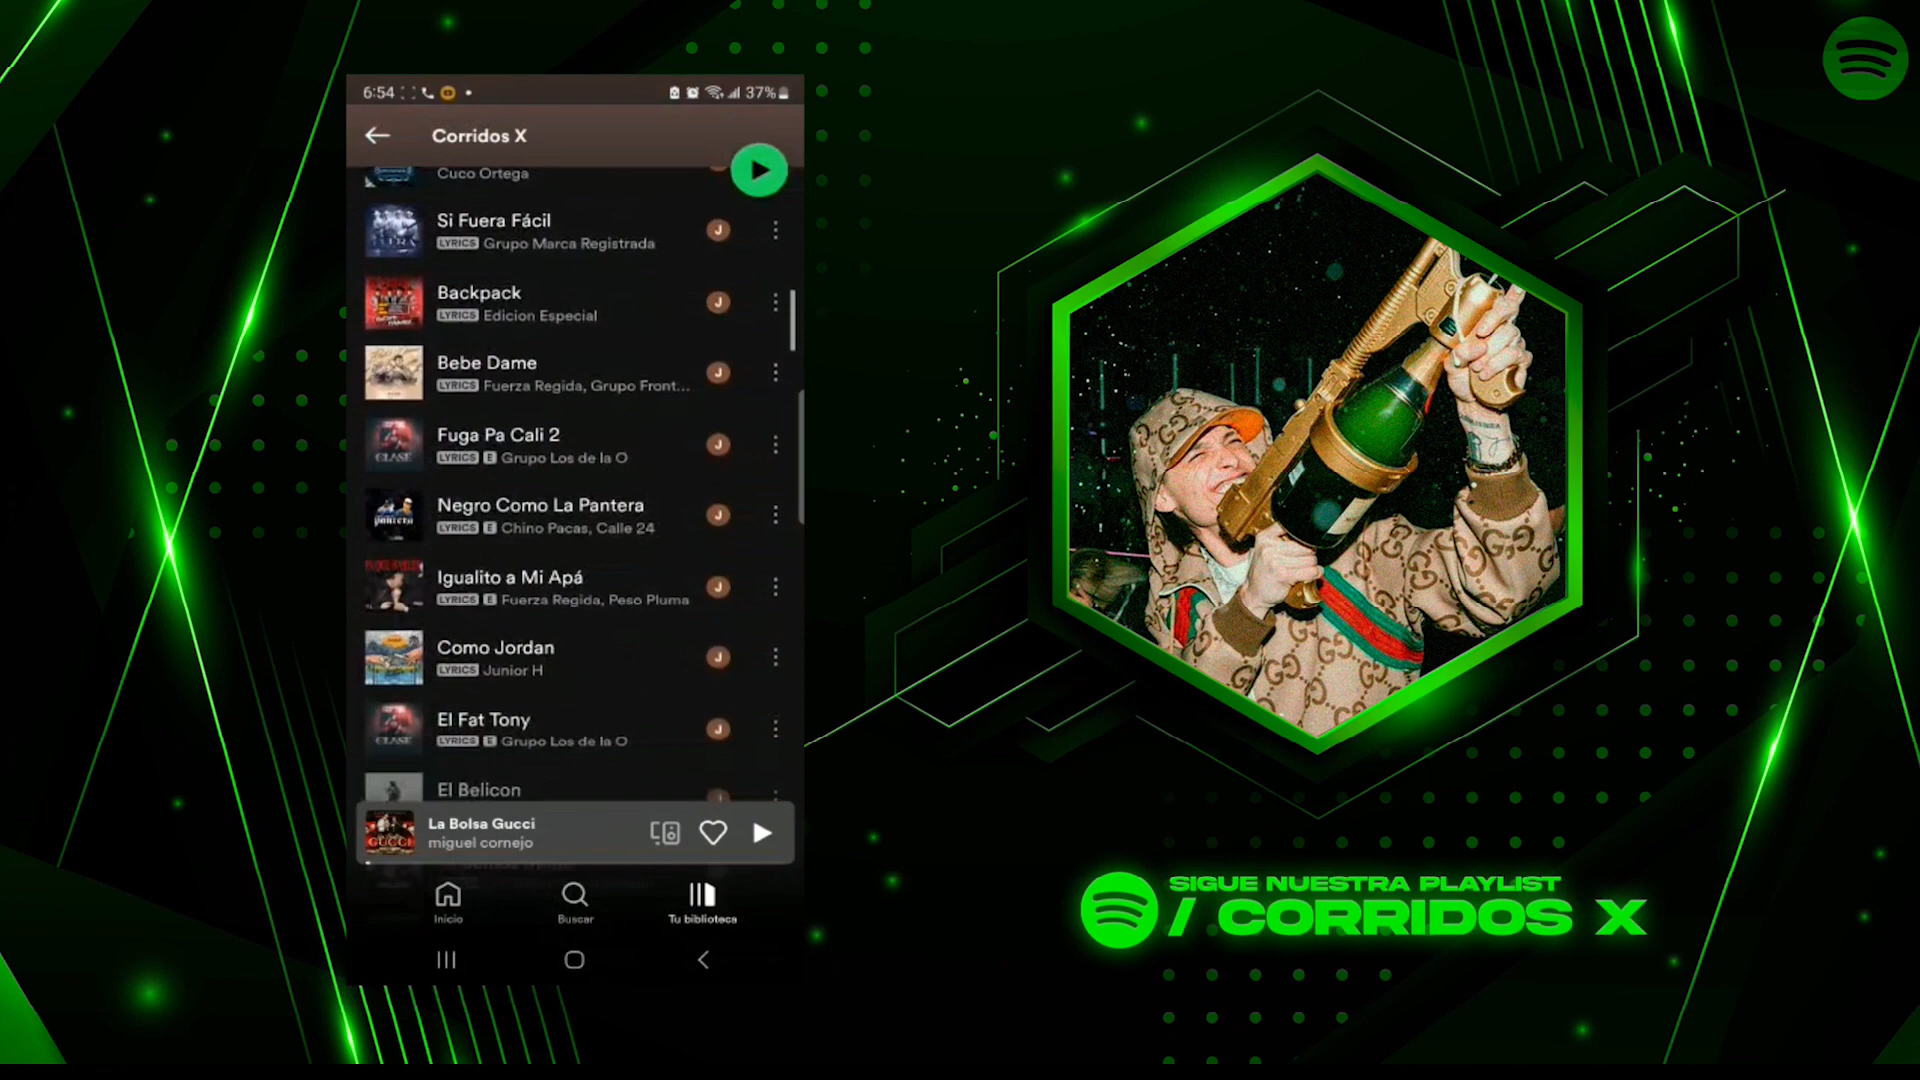 6:54
37%
Corridos X
Cuco Ortega
Si Fuera Fácil
LYRICS Grupo Marca Registrada
J
Backpack
LYRICS Edicion Especial
J
Bebe Dame
LYRICS Fuerza Regida, Grupo Front...
J
Fuga Pa Cali 2
LYRICS E Grupo Los de la O
J
Negro Como La Pantera
LYRICS E Chino Pacas, Calle 24
J
Igualito a Mi Apá
LYRICS E Fuerza Regida, Peso Pluma
J
Como Jordan
LYRICS Junior H
J
El Fat Tony
LYRICS E Grupo Los de la O
J
El Belicon
GUCCI
La Bolsa Gucci
miguel cornejo
Inicio
Buscar
Tu biblioteca
SIGUE NUESTRA PLAYLIST
/ CORRIDOS X